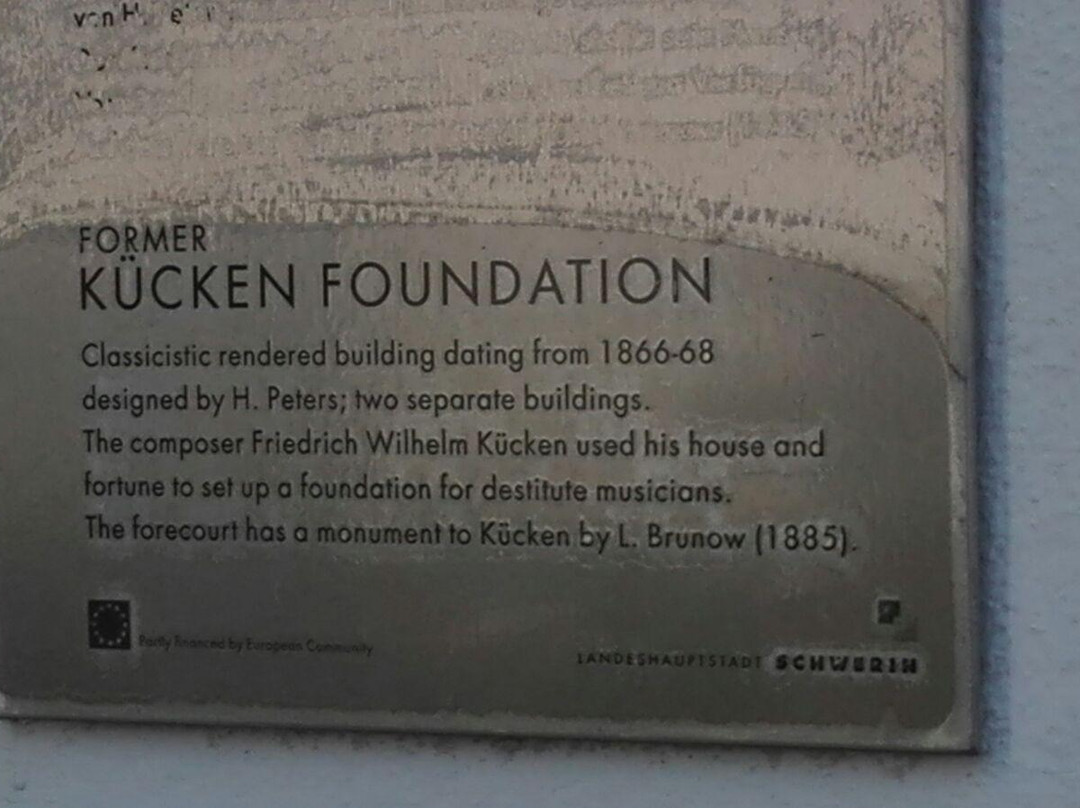 FORMER
KÜCKEN FOUNDATION
Classicistic rendered building dating from 1866-68
designed by H. Peters; two separate buildings.
The composer Friedrich Wilhelm Kücken used his house and
fortune to set up a foundation for destitute musicians.
The forecourt has a monument to Kücken by L. Brunow (1885).
Partly financed by European Community
LANDESHAUPTSTADT SCHWERIN